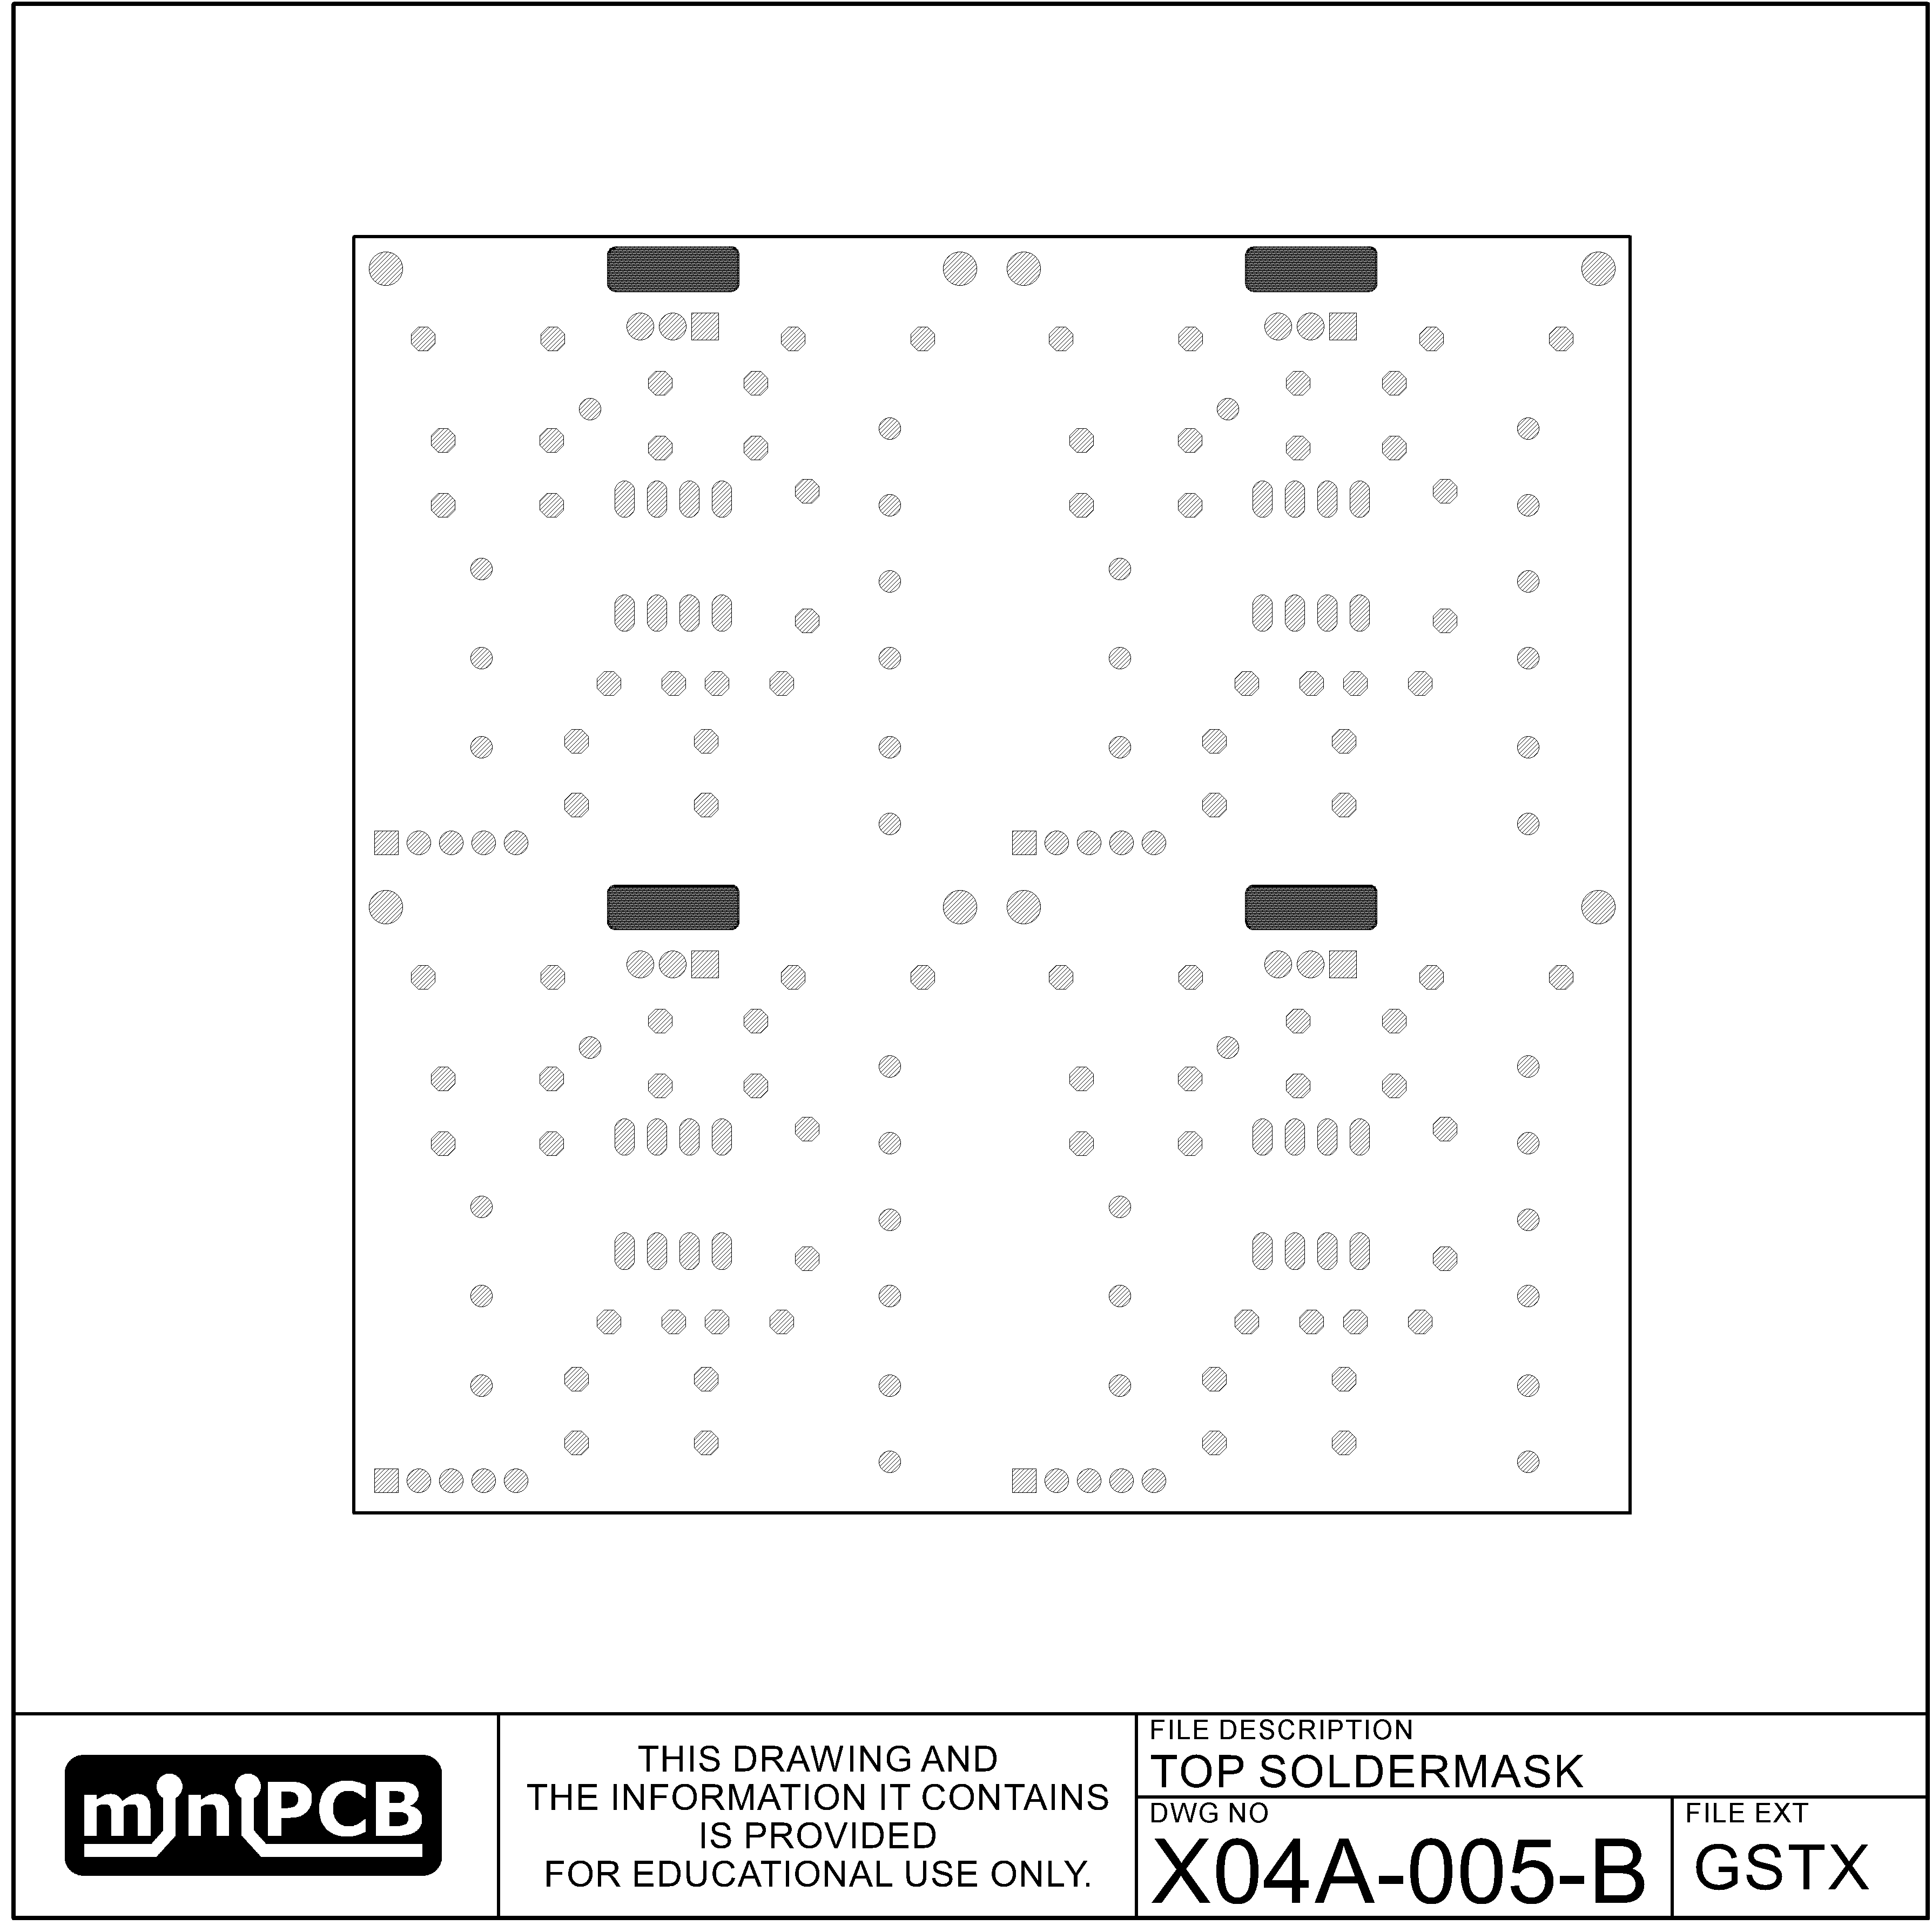 miniPCB
THIS DRAWING AND
THE INFORMATION IT CONTAINS
IS PROVIDED
FOR EDUCATIONAL USE ONLY.
FILE DESCRIPTION
TOP SOLDERMASK
DWG NO
X04A-005-B
FILE EXT
GSTX